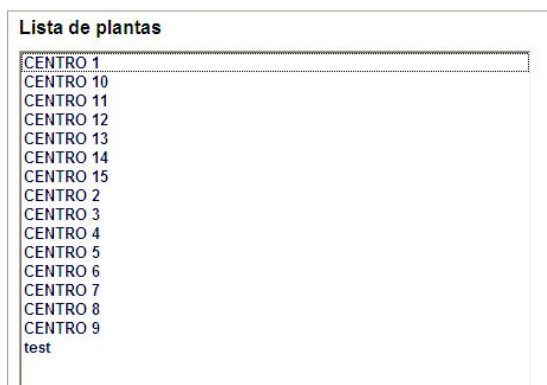 Lista de plantas
CENTRO 1
CENTRO 10
CENTRO 11
CENTRO 12
CENTRO 13
CENTRO 14
CENTRO 15
CENTRO 2
CENTRO 3
CENTRO 4
CENTRO 5
CENTRO 6
CENTRO 7
CENTRO 8
CENTRO 9
test